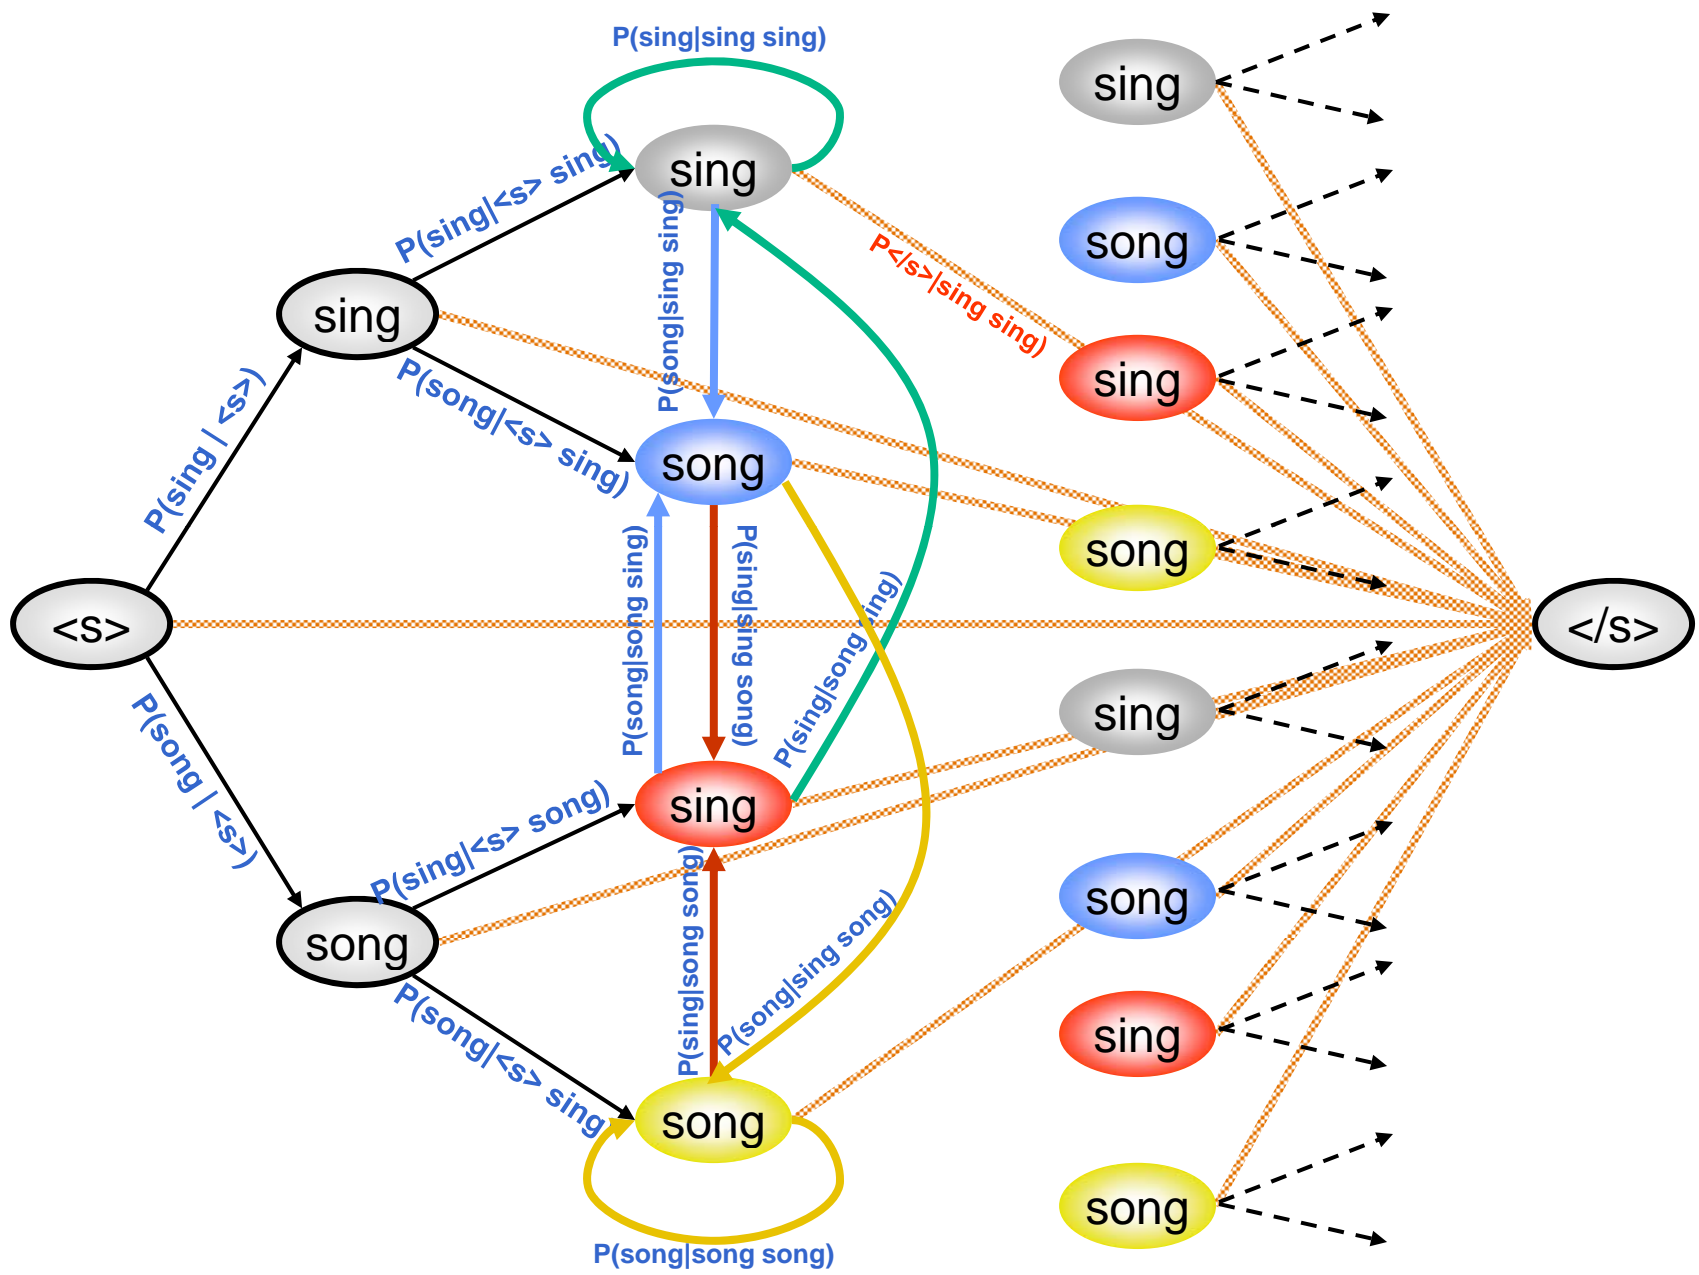 P(sing|sing sing)
sing
sing
P(sing|<s> sing)
song
P(song|sing sing)
P</s>|sing sing)
sing
sing
P(sing | <s>)
P(song|<s> sing)
song
song
P(song|song sing)
P(sing|sing song)
P(sing|song sing)
<s>
</s>
P(song | <s>)
sing
sing
P(sing|<s> song)
song
song
P(sing|song song)
P(song|sing song)
P(song|<s> sing
sing
song
song
P(song|song song)